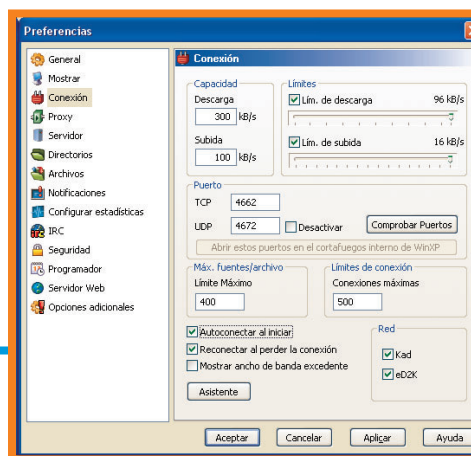 Preferencias
General
Mostrar
Conexión
Proxy
Servidor
Directorios
Archivos
Notificaciones
Configurar estadísticas
IRC
Seguridad
Programador
Servidor Web
Opciones adicionales
Conexión
Capacidad
Descarga
300 kB/s
Subida
100 kB/s
Límites
Lím. de descarga 96 kB/s
Lím. de subida 16 kB/s
Puerto
TCP 4662
UDP 4672 Desactivar Comprobar Puertos
Abrir estos puertos en el cortafuegos interno de WinXP
Máx. fuentes/archivo
Límite Máximo
400
Límites de conexión
Conexiones máximas
500
Autoconectar al iniciar
Reconectar al perder la conexión
Mostrar ancho de banda excedente
Asistente
Red
Kad
eD2K
Aceptar Cancelar Aplicar Ayuda